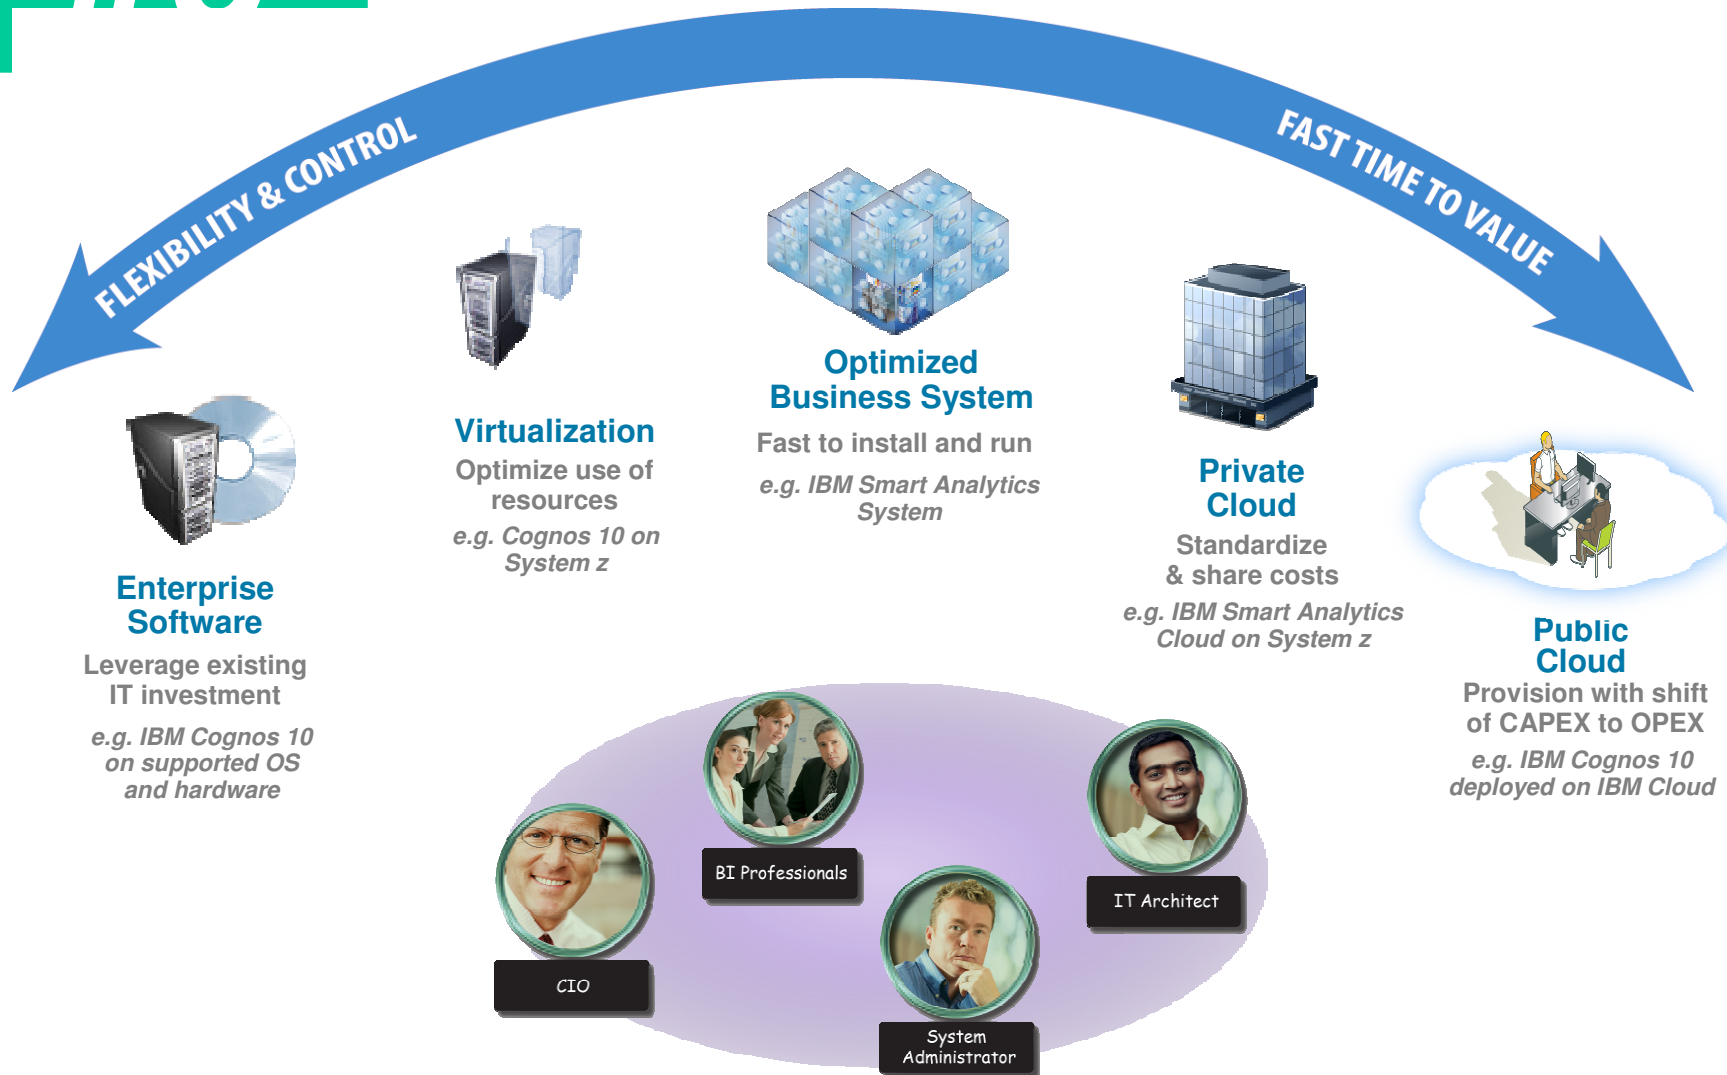 FLEXIBILITY & CONTROL
FAST TIME TO VALUE
Enterprise
Software
Leverage existing
IT investment
e.g. IBM Cognos 10
on supported OS
and hardware
Virtualization
Optimize use of
resources
e.g. Cognos 10 on
System z
Optimized
Business System
Fast to install and run
e.g. IBM Smart Analytics
System
Private
Cloud
Standardize
& share costs
e.g. IBM Smart Analytics
Cloud on System z
Public
Cloud
Provision with shift
of CAPEX to OPEX
e.g. IBM Cognos 10
deployed on IBM Cloud
CIO
BI Professionals
System
Administrator
IT Architect